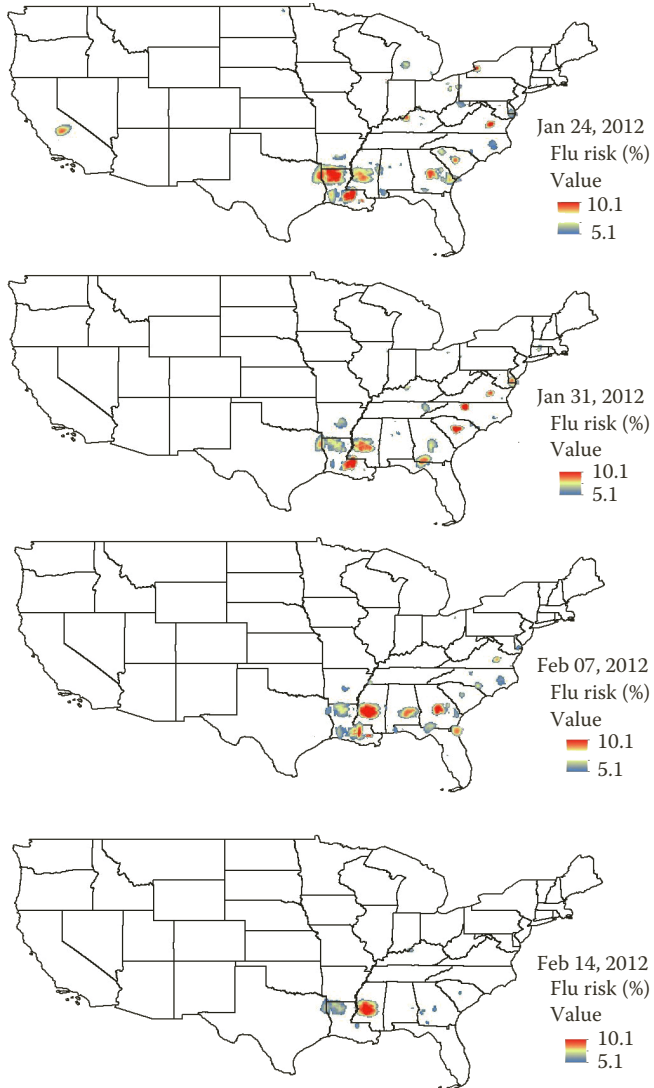 Jan 24, 2012
Flu risk (%)
Value
10.1
5.1
Jan 31, 2012
Flu risk (%)
Value
10.1
5.1
Feb 07, 2012
Flu risk (%)
Value
10.1
5.1
Feb 14, 2012
Flu risk (%)
Value
10.1
5.1